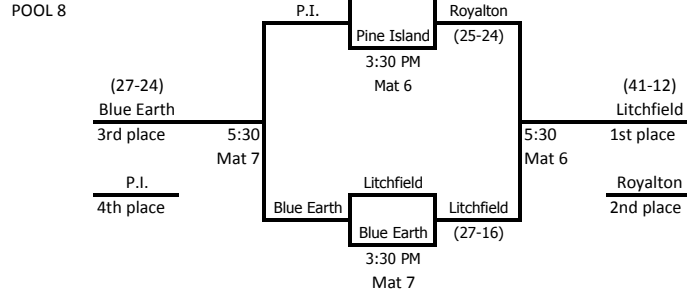 POOL 8
P.I.
Royalton
Pine Island
(25-24)
3:30 PM
Mat 6
(27-24)
(41-12)
Blue Earth
Litchfield
3rd place
5:30
5:30
1st place
Mat 7
Mat 6
P.I.
Litchfield
Royalton
4th place
Blue Earth
Litchfield
2nd place
Blue Earth
(27-16)
3:30 PM
Mat 7